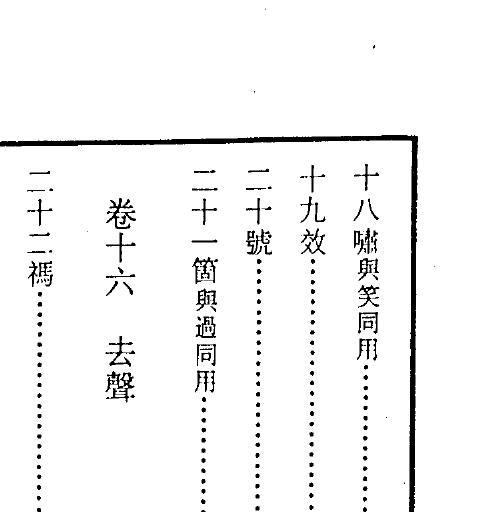 十八嘯與笑同用
十九效
二十號
二十一箇與過同用
卷十六　去聲
二十二禡